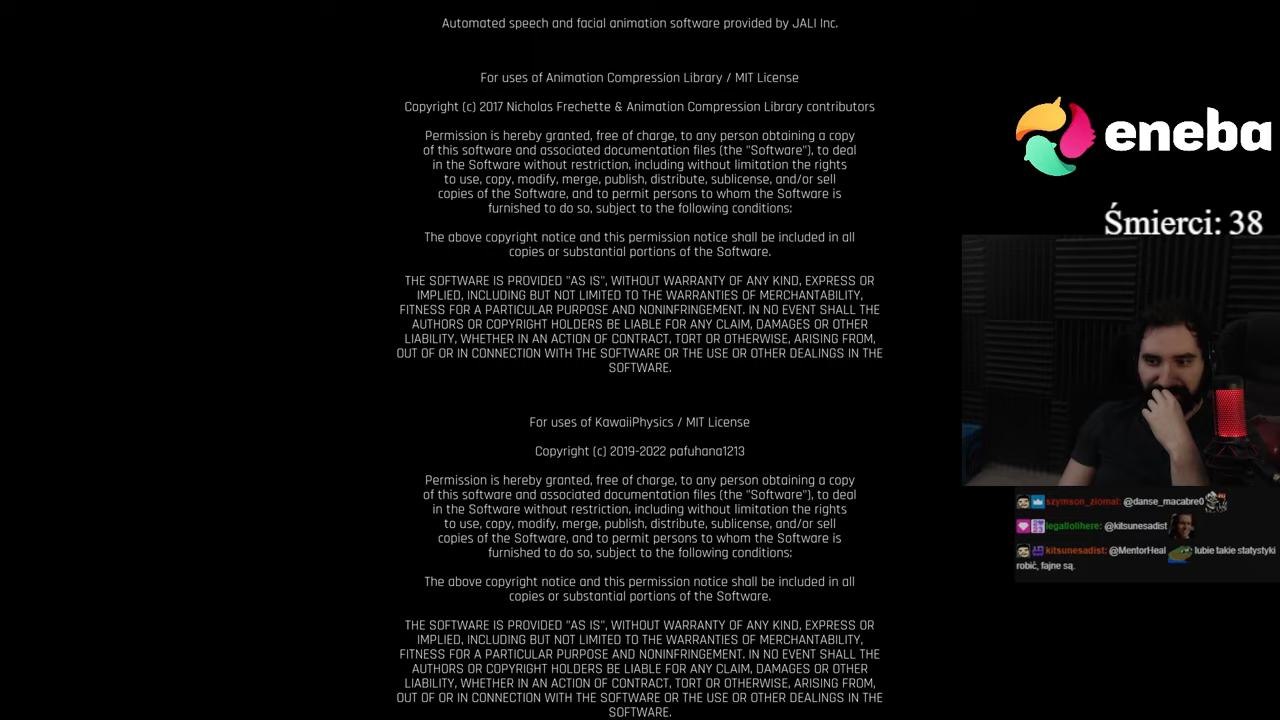 Automated speech and facial animation software provided by JALI Inc.
For uses of Animation Compression Library / MIT License
Copyright (c) 2017 Nicholas Frechette & Animation Compression Library contributors
Permission is hereby granted, free of charge, to any person obtaining a copy
of this software and associated documentation files (the "Software"), to deal
in the Software without restriction, including without limitation the rights
to use, copy, modify, merge, publish, distribute, sublicense, and/or sell
copies of the Software, and to permit persons to whom the Software is
furnished to do so, subject to the following conditions:
The above copyright notice and this permission notice shall be included in all
copies or substantial portions of the Software.
THE SOFTWARE IS PROVIDED "AS IS", WITHOUT WARRANTY OF ANY KIND, EXPRESS OR
IMPLIED, INCLUDING BUT NOT LIMITED TO THE WARRANTIES OF MERCHANTABILITY,
FITNESS FOR A PARTICULAR PURPOSE AND NONINFRINGEMENT. IN NO EVENT SHALL THE
AUTHORS OR COPYRIGHT HOLDERS BE LIABLE FOR ANY CLAIM, DAMAGES OR OTHER
LIABILITY, WHETHER IN AN ACTION OF CONTRACT, TORT OR OTHERWISE, ARISING FROM,
OUT OF OR IN CONNECTION WITH THE SOFTWARE OR THE USE OR OTHER DEALINGS IN THE
SOFTWARE.
For uses of KawaiiPhysics / MIT License
Copyright (c) 2019-2022 pafuhana1213
Permission is hereby granted, free of charge, to any person obtaining a copy
of this software and associated documentation files (the "Software"), to deal
in the Software without restriction, including without limitation the rights
to use, copy, modify, merge, publish, distribute, sublicense, and/or sell
copies of the Software, and to permit persons to whom the Software is
furnished to do so, subject to the following conditions:
The above copyright notice and this permission notice shall be included in all
copies or substantial portions of the Software.
THE SOFTWARE IS PROVIDED "AS IS", WITHOUT WARRANTY OF ANY KIND, EXPRESS OR
IMPLIED, INCLUDING BUT NOT LIMITED TO THE WARRANTIES OF MERCHANTABILITY,
FITNESS FOR A PARTICULAR PURPOSE AND NONINFRINGEMENT. IN NO EVENT SHALL THE
AUTHORS OR COPYRIGHT HOLDERS BE LIABLE FOR ANY CLAIM, DAMAGES OR OTHER
LIABILITY, WHETHER IN AN ACTION OF CONTRACT, TORT OR OTHERWISE, ARISING FROM,
OUT OF OR IN CONNECTION WITH THE SOFTWARE OR THE USE OR OTHER DEALINGS IN THE
SOFTWARE.
eneba
Śmierci: 38
szymson_ziomal: @danse_macabre0
legallolihere: @kitsunesadist
kitsunesadist: @MentorHeal lubie takie statystyki
robić, fajne są.